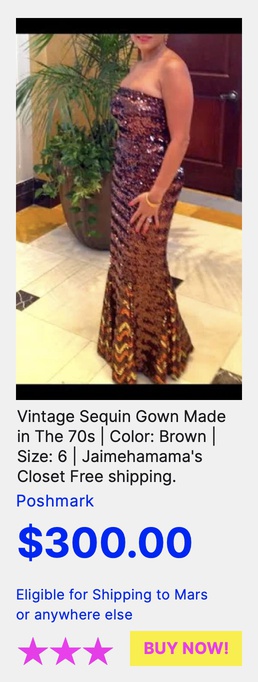 Vintage Sequin Gown Made
in The 70s | Color: Brown |
Size: 6 | Jaimehamama's
Closet Free shipping.
Poshmark
$300.00
Eligible for Shipping to Mars
or anywhere else
BUY NOW!